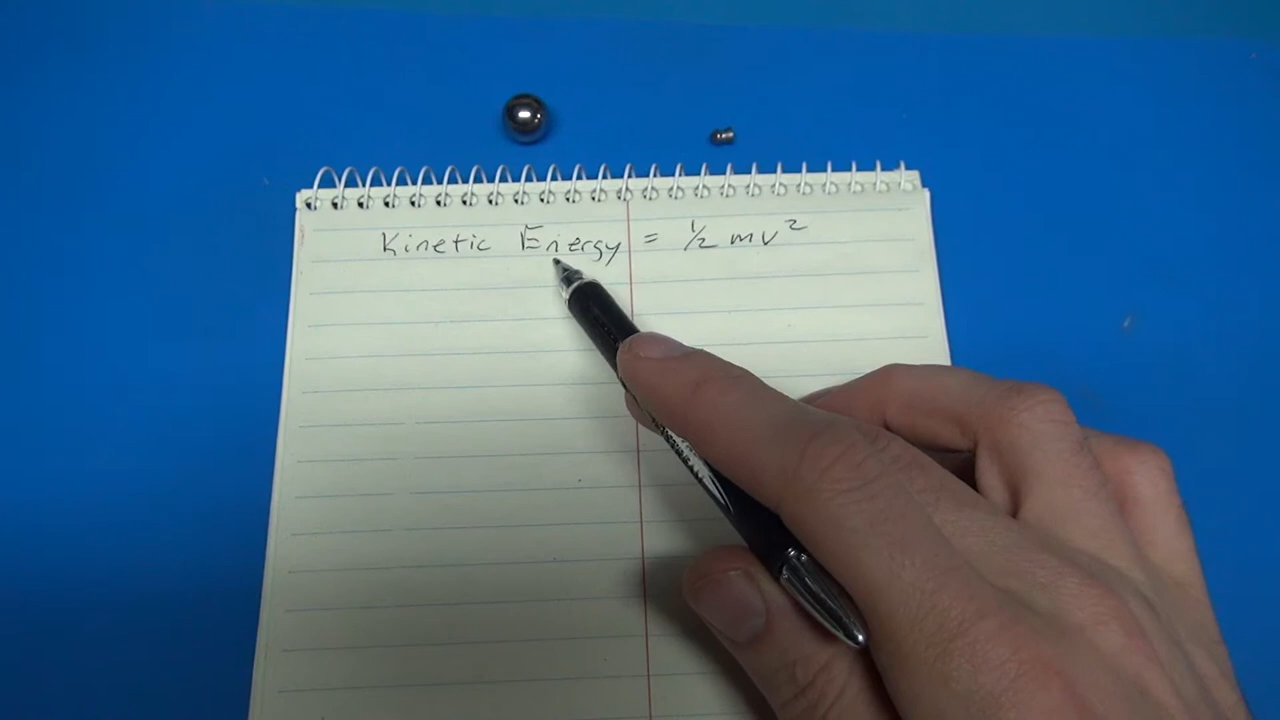 Kinetic Energy = ½ mv²